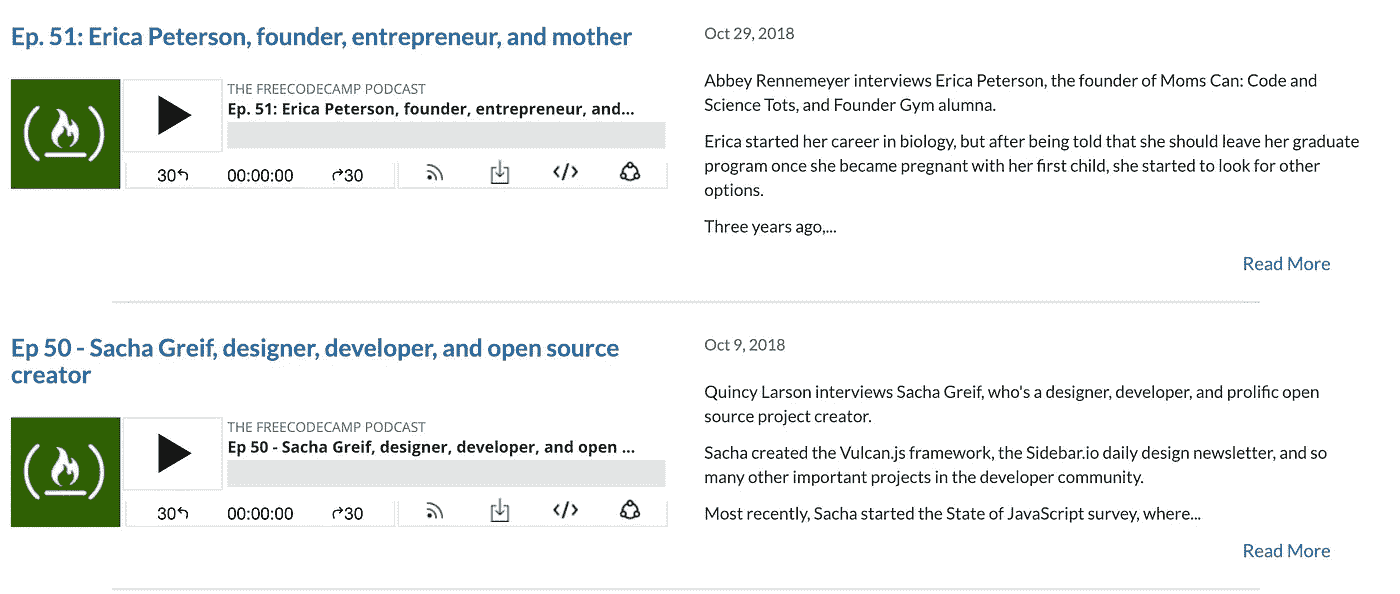 Ep. 51: Erica Peterson, founder, entrepreneur, and mother
THE FREECODECAMP PODCAST
Ep. 51: Erica Peterson, founder, entrepreneur, and...
30
00:00:00
30
Oct 29, 2018
Abbey Rennemeyer interviews Erica Peterson, the founder of Moms Can: Code and
Science Tots, and Founder Gym alumna.
Erica started her career in biology, but after being told that she should leave her graduate
program once she became pregnant with her first child, she started to look for other
options.
Three years ago,...
Read More
Ep 50 - Sacha Greif, designer, developer, and open source
creator
THE FREECODECAMP PODCAST
Ep 50 - Sacha Greif, designer, developer, and open ...
30
00:00:00
30
Oct 9, 2018
Quincy Larson interviews Sacha Greif, who's a designer, developer, and prolific open
source project creator.
Sacha created the Vulcan.js framework, the Sidebar.io daily design newsletter, and so
many other important projects in the developer community.
Most recently, Sacha started the State of JavaScript survey, where...
Read More